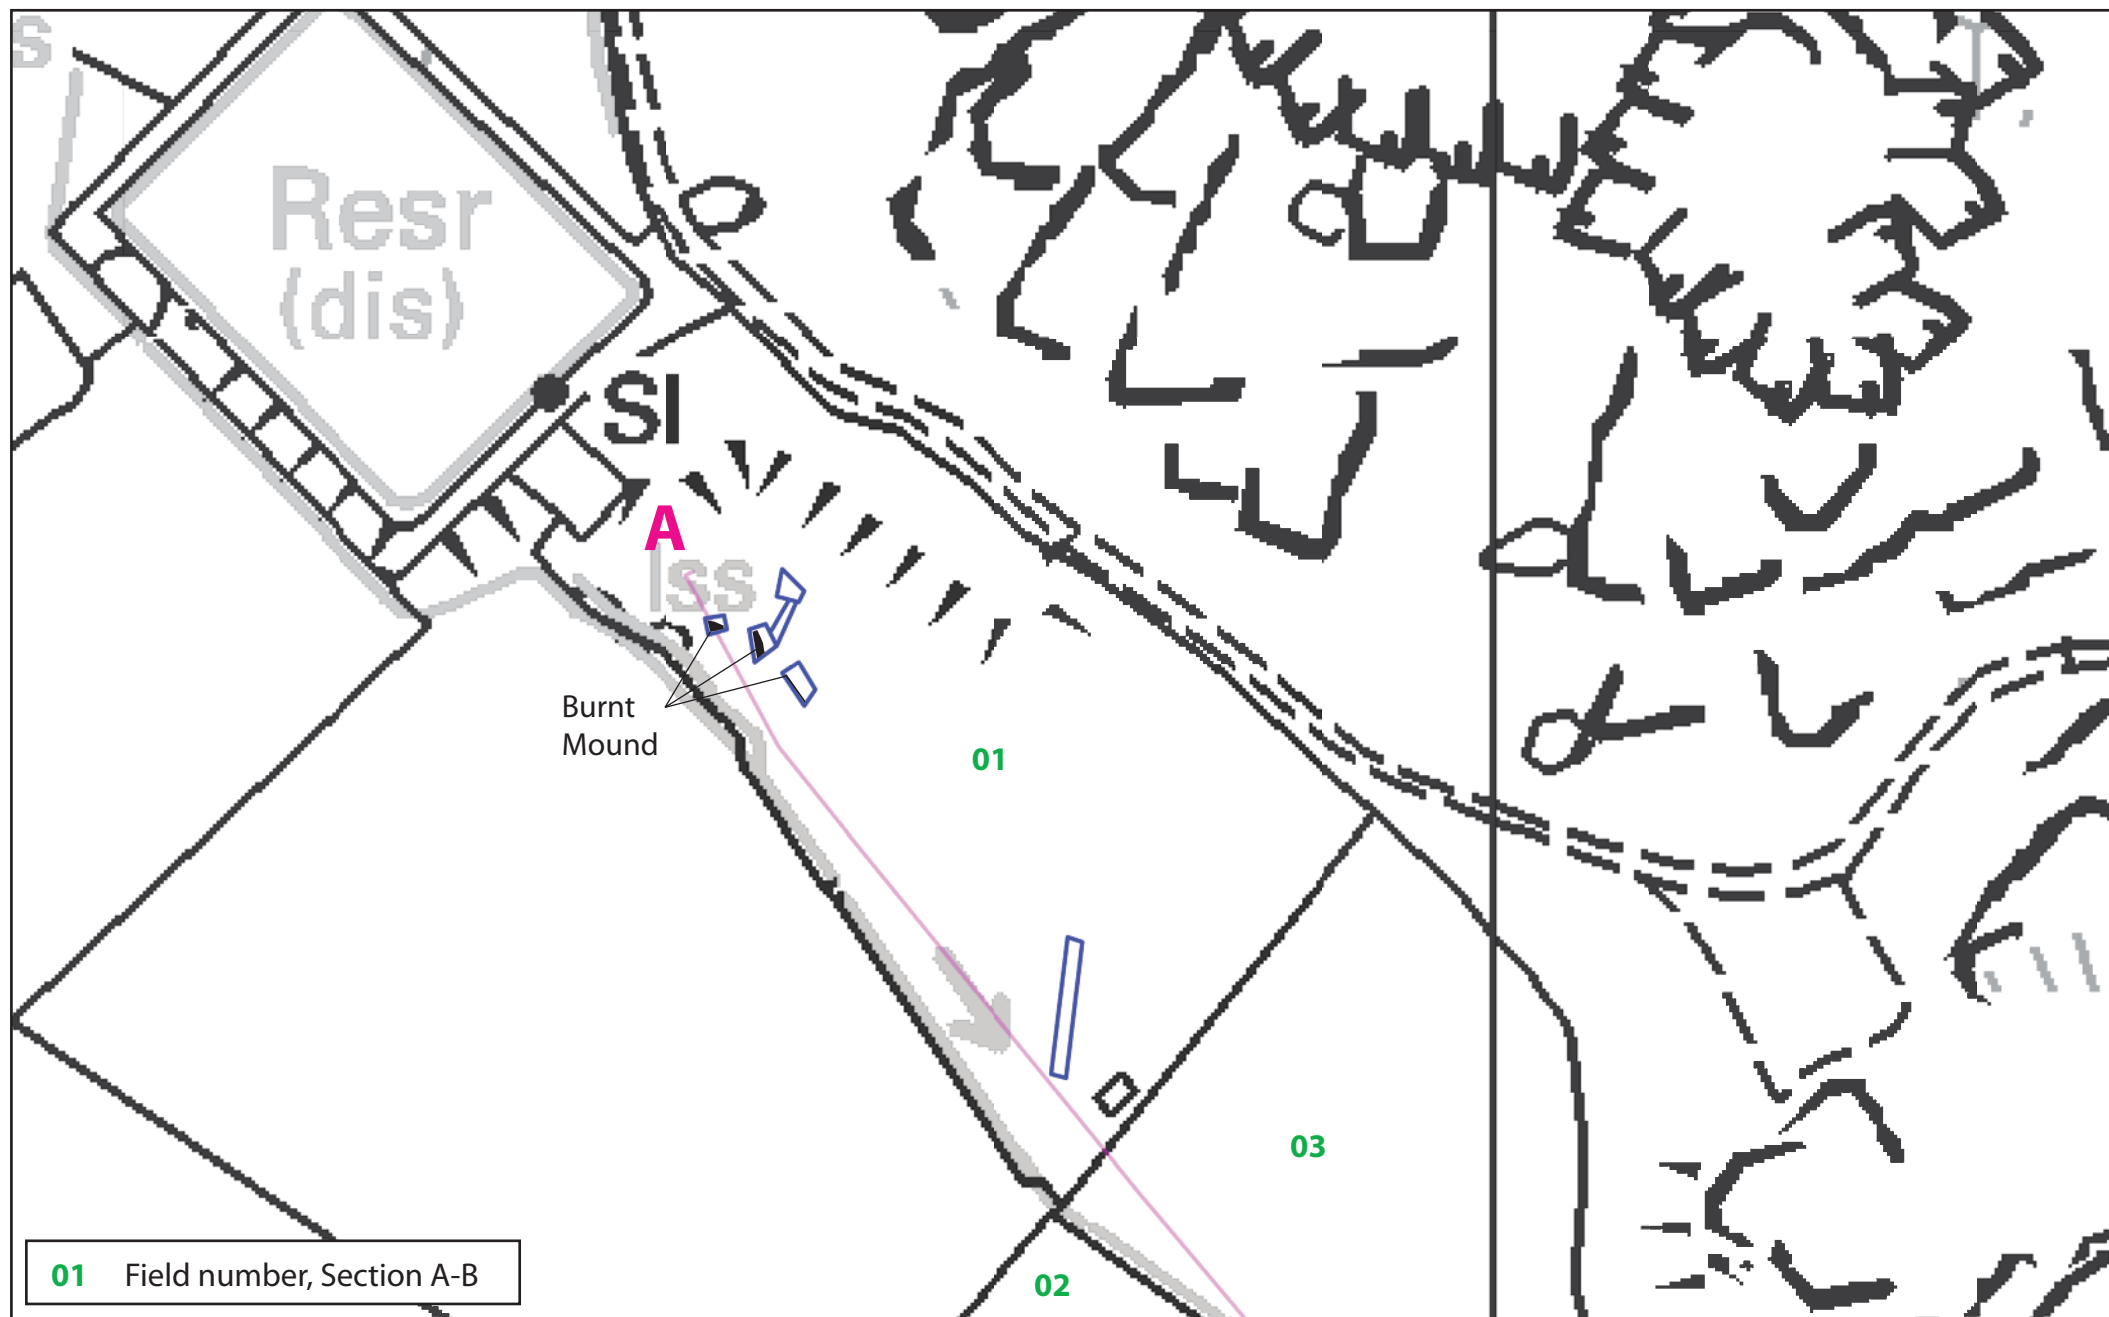 s
Resr
(dis)
Sl
A
Iss
Burnt
Mound
01
03
02
01 Field number, Section A-B